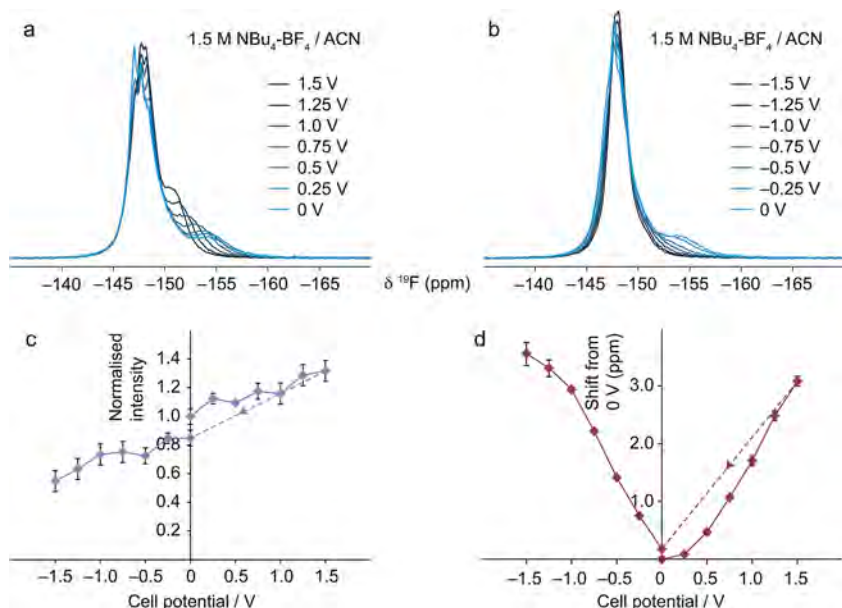 a
1.5 M NBu₄–BF₄ / ACN
1.5 V
1.25 V
1.0 V
0.75 V
0.5 V
0.25 V
0 V
−140 −145 −150 −155 −160 −165
b
1.5 M NBu₄–BF₄ / ACN
−1.5 V
−1.25 V
−1.0 V
−0.75 V
−0.5 V
−0.25 V
0 V
−140 −145 −150 −155 −160 −165
δ ¹⁹F (ppm)
c
Normalised
intensity
1.4
1.2
1.0
0.8
0.6
0.4
0.2
−1.5 −1.0 −0.5 0 0.5 1.0 1.5
Cell potential / V
d
Shift from
0 V (ppm)
3.0
2.0
1.0
−1.5 −1.0 −0.5 0 0.5 1.0 1.5
Cell potential / V